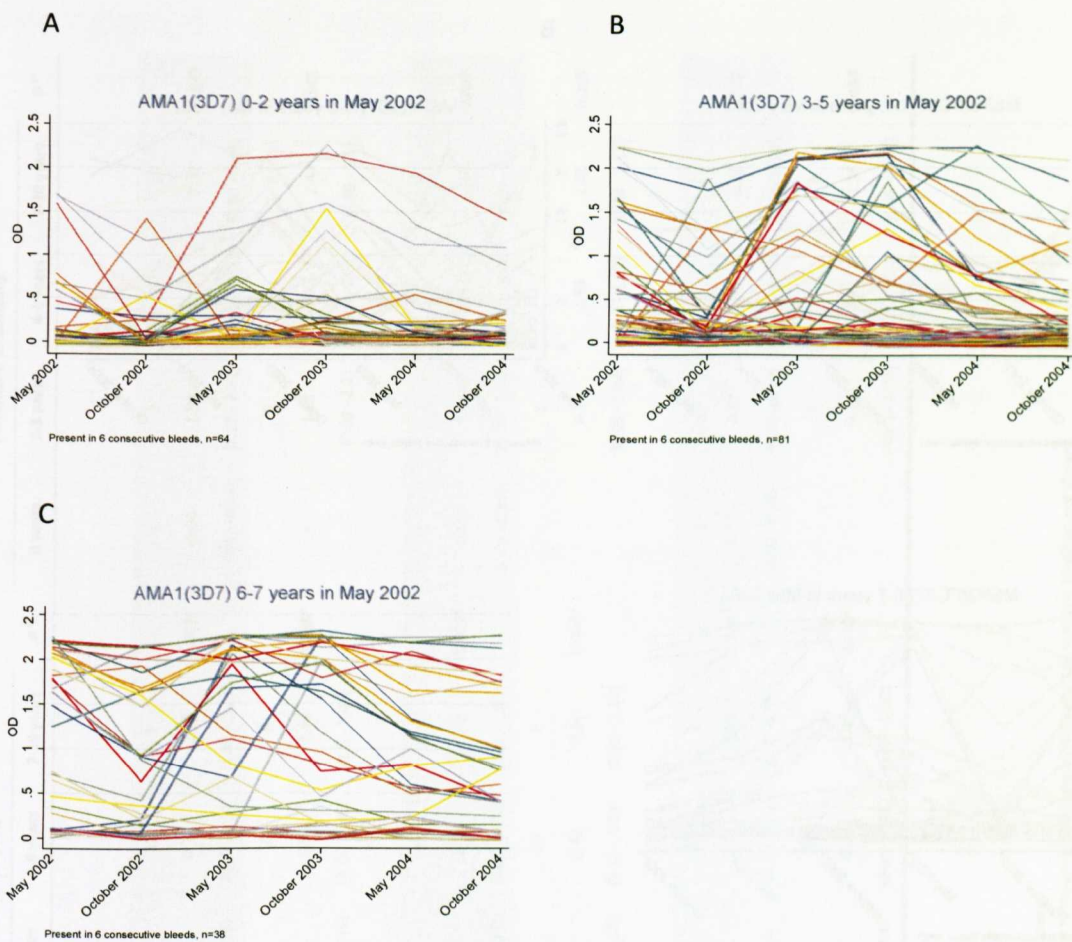 A
AMA1(3D7) 0-2 years in May 2002
OD
2.5
2
1.5
1
.5
0
May 2002
October 2002
May 2003
October 2003
May 2004
October 2004
Present in 6 consecutive bleeds, n=64
B
AMA1(3D7) 3-5 years in May 2002
OD
2.5
2
1.5
1
.5
0
May 2002
October 2002
May 2003
October 2003
May 2004
October 2004
Present in 6 consecutive bleeds, n=81
C
AMA1(3D7) 6-7 years in May 2002
OD
2.5
2
1.5
1
.5
0
May 2002
October 2002
May 2003
October 2003
May 2004
October 2004
Present in 6 consecutive bleeds, n=38